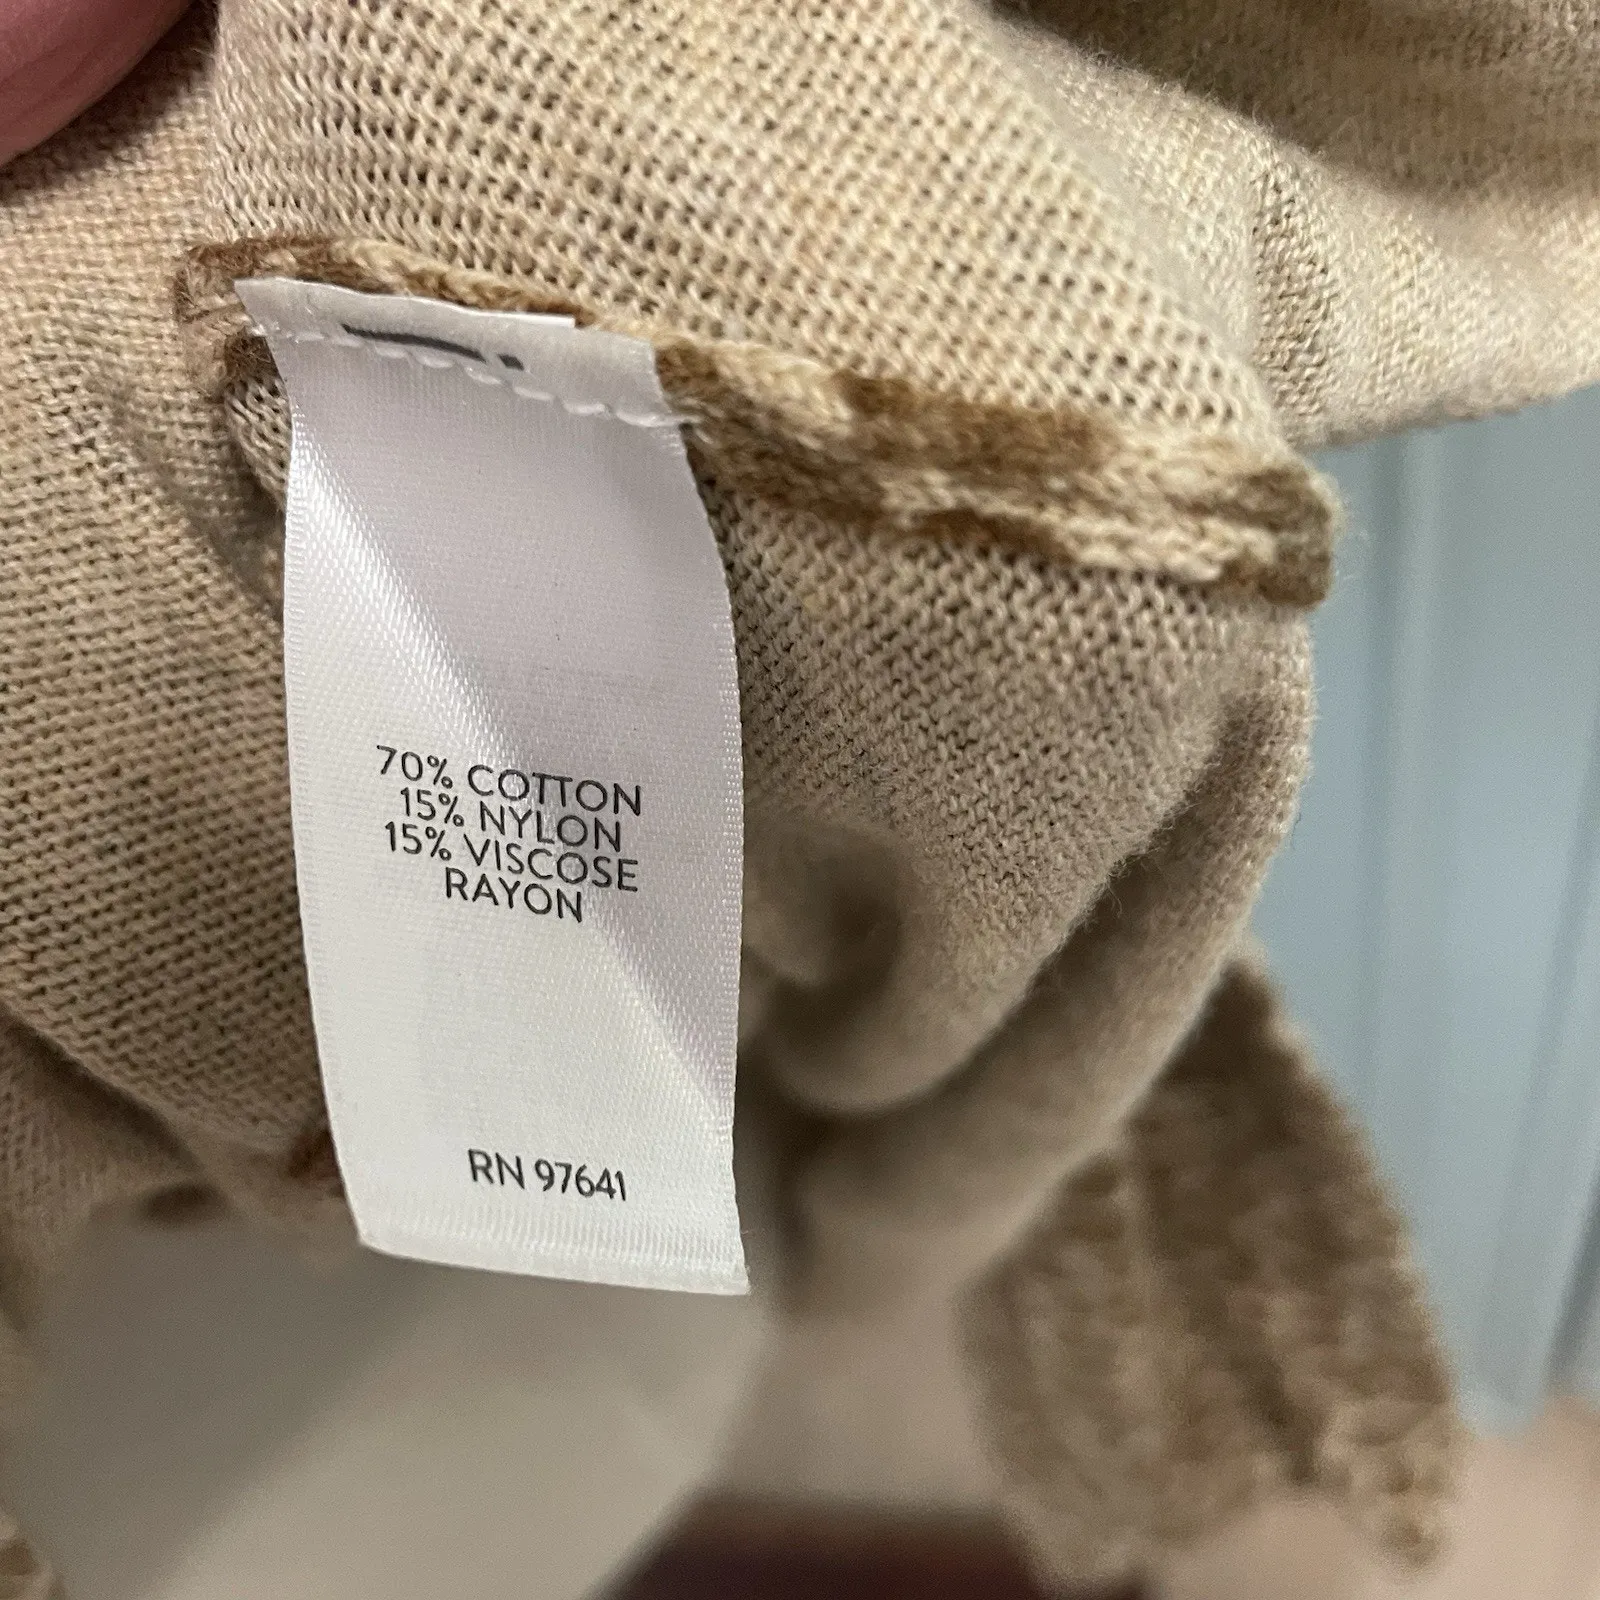 70% COTTON
15% NYLON
15% VISCOSE
RAYON
RN 97641